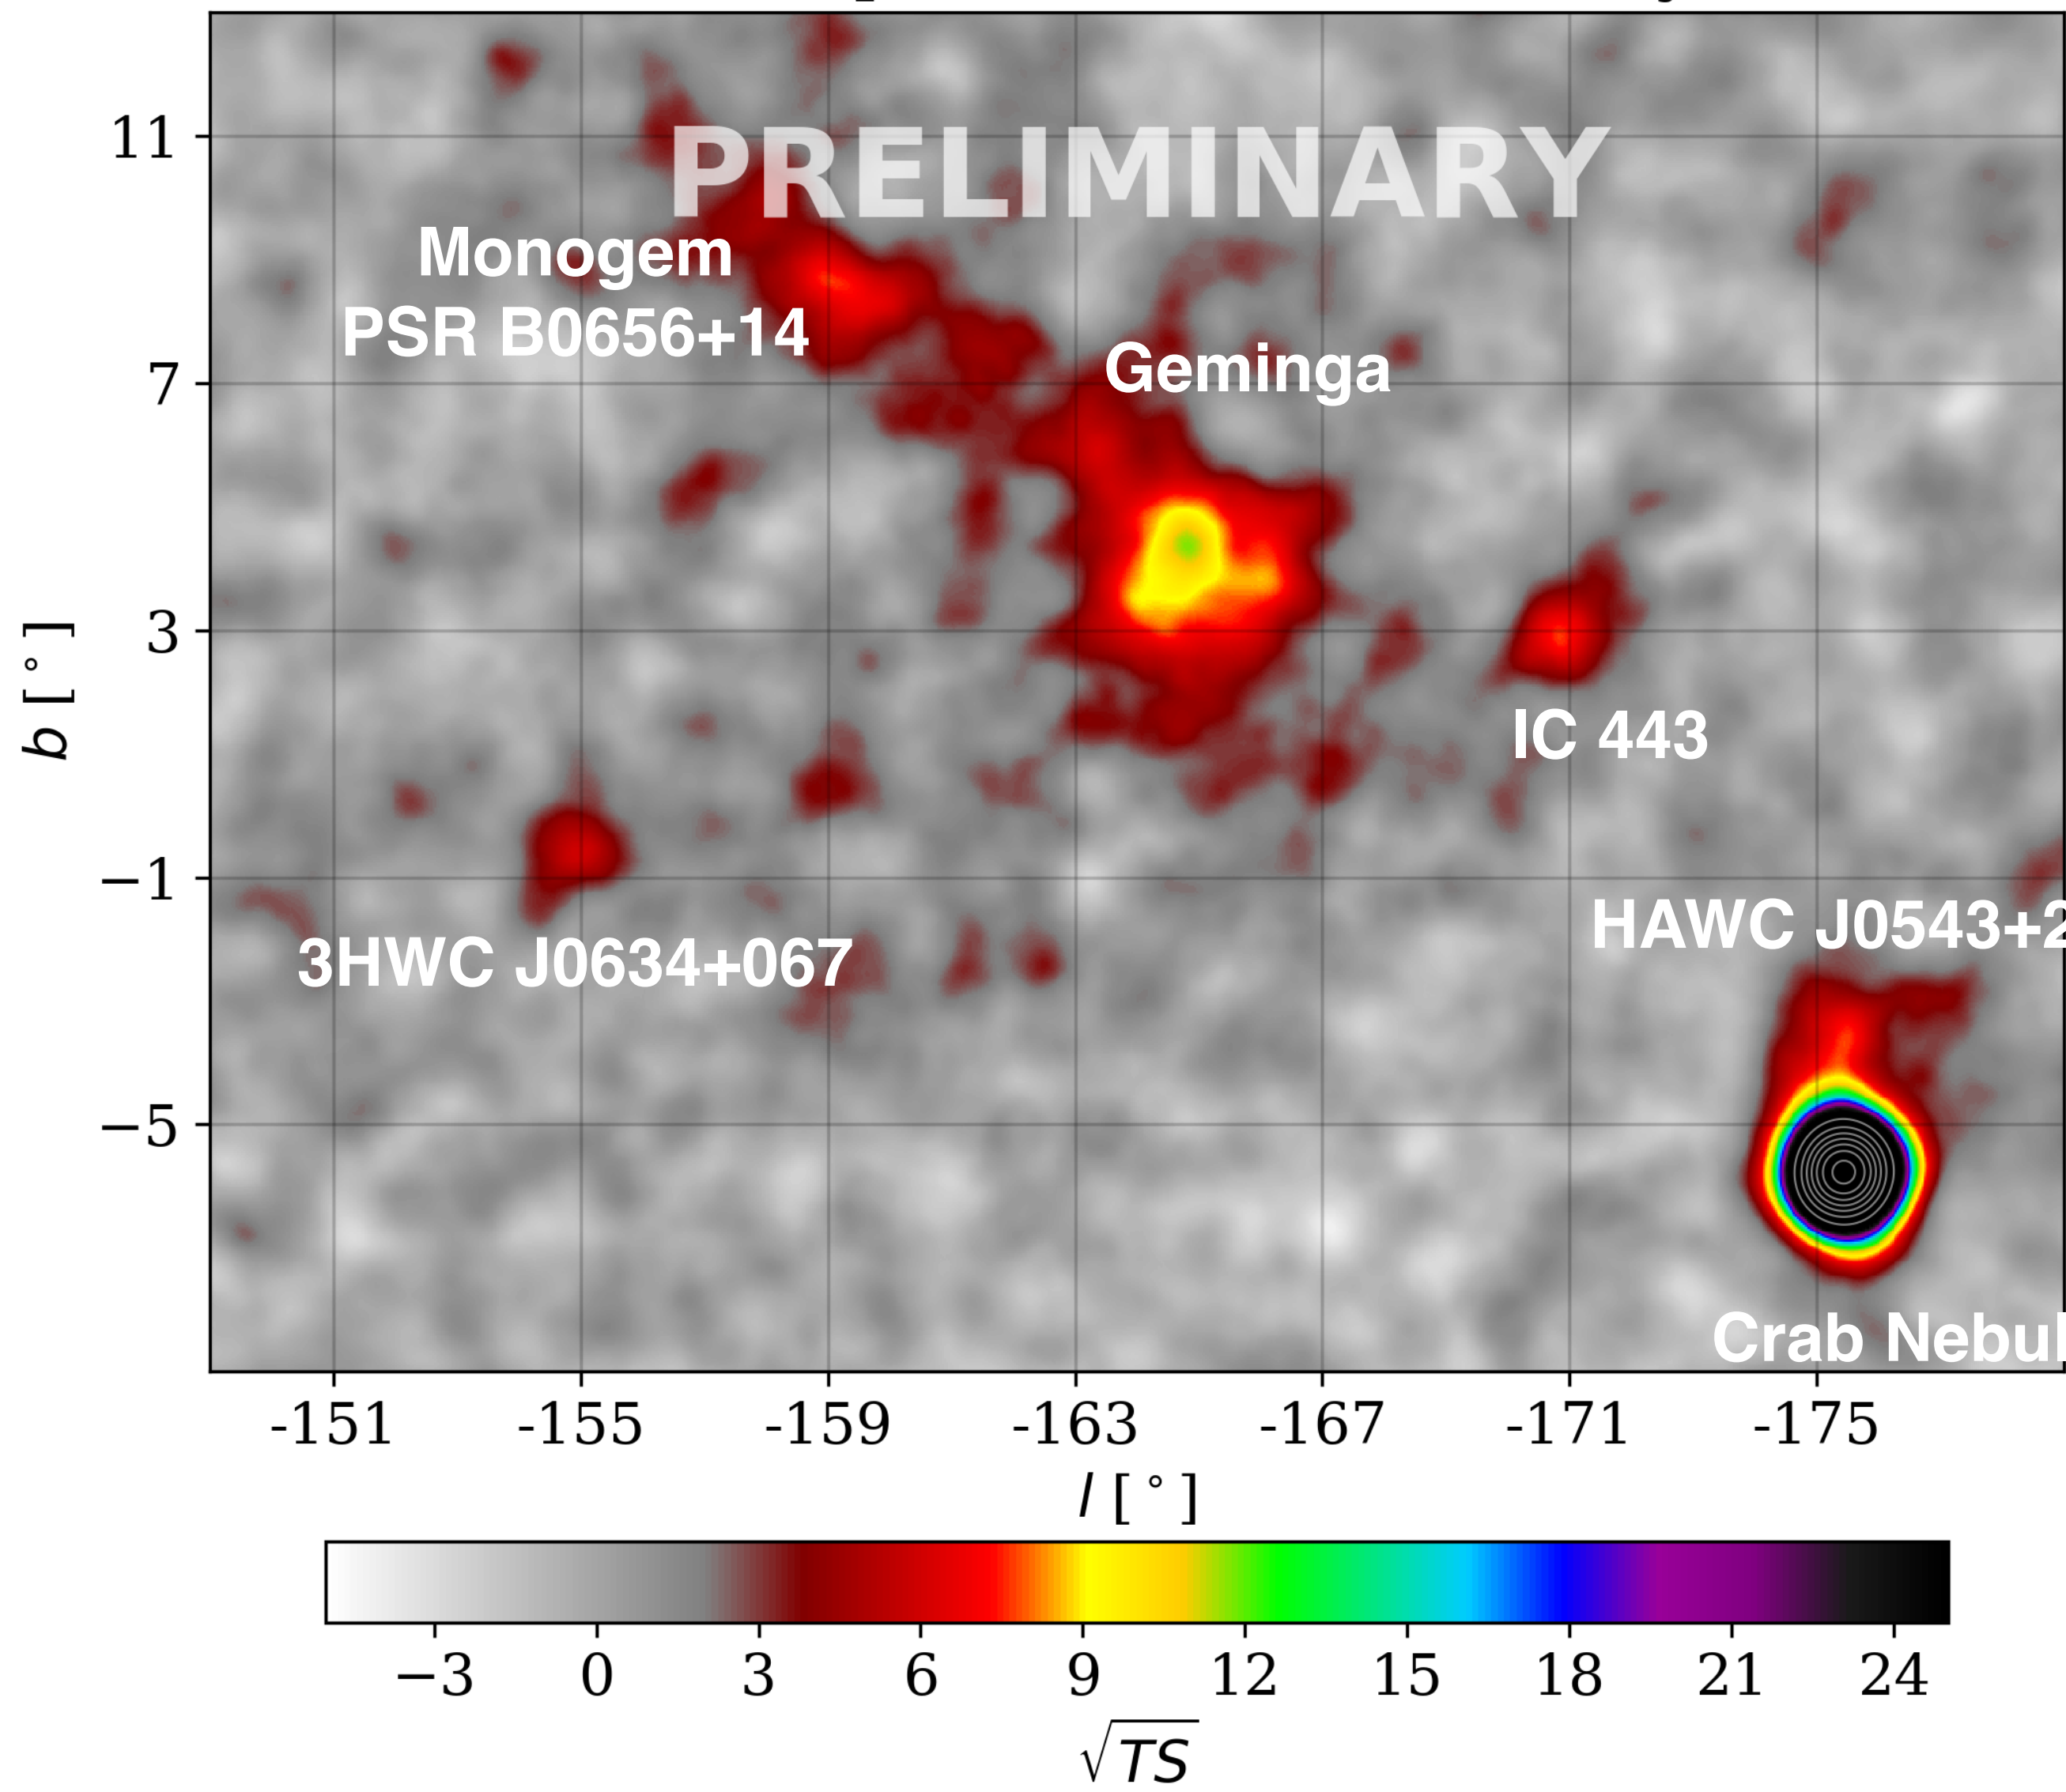 PRELIMINARY
Monogem
PSR B0656+14
Geminga
IC 443
3HWC J0634+067
HAWC J0543+2
Crab Nebul
b [°]
11
7
3
−1
−5
-151 -155 -159 -163 -167 -171 -175
l [°]
−3 0 3 6 9 12 15 18 21 24
√TS